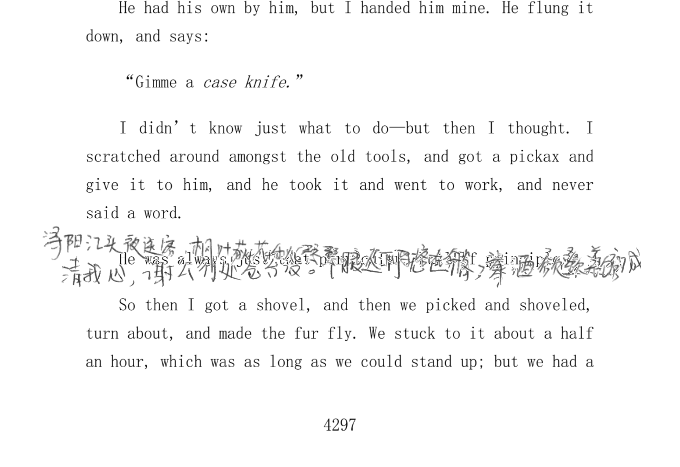 He had his own by him, but I handed him mine. He flung it
down, and says:
“Gimme a case knife.”
I didn’t know just what to do—but then I thought. I
scratched around amongst the old tools, and got a pickax and
give it to him, and he took it and went to work, and never
said a word.
浔阳江头夜送客, 枫叶荻花秋瑟瑟
He was always just that
清我心, 谢公
So then I got a shovel, and then we picked and shoveled,
turn about, and made the fur fly. We stuck to it about a half
an hour, which was as long as we could stand up; but we had a
4297